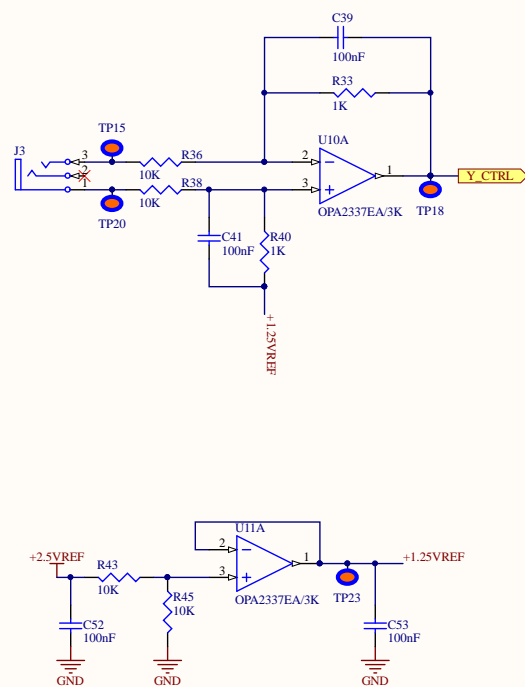 C39
100nF
R33
1K
TP15
U10A
J3
3
R36
2
1
2
10K
Y_CTRL
1
R38
3
10K
OPA2337EA/3K
TP18
TP20
C41
100nF
R40
1K
+1.25VREF
U11A
+2.5VREF
R43
2
1
+1.25VREF
10K
3
R45
10K
OPA2337EA/3K
TP23
C52
100nF
C53
100nF
GND
GND
GND